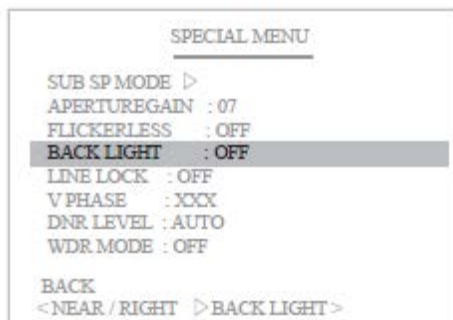 SPECIAL MENU
SUB SP MODE ▷
APERTUREGAIN : 07
FLICKERLESS : OFF
BACK LIGHT : OFF
LINE LOCK : OFF
V PHASE : XXX
DNR LEVEL : AUTO
WDR MODE : OFF
BACK
<NEAR / RIGHT ▷BACK LIGHT>